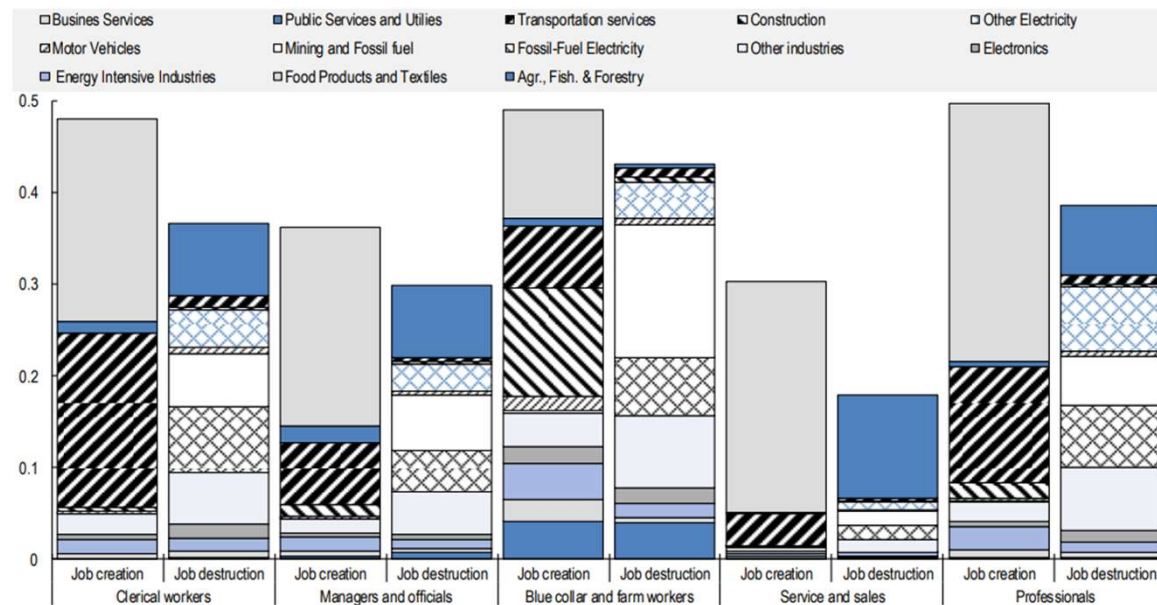 Busines Services Public Services and Utilies Transportation services Construction Other Electricity
Motor Vehicles Mining and Fossil fuel Fossil-Fuel Electricity Other industries Electronics
Energy Intensive Industries Food Products and Textiles Agr., Fish. & Forestry
0.5
0.4
0.3
0.2
0.1
0
Job creation Job destruction Job creation Job destruction Job creation Job destruction Job creation Job destruction Job creation Job destruction
Clerical workers Managers and officials Blue collar and farm workers Service and sales Professionals